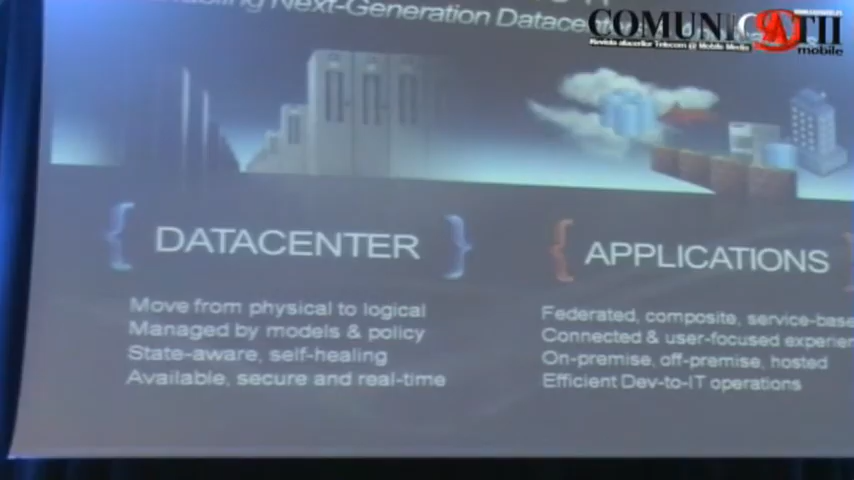 Next-Generation
COMUNICATII
mobile
DATACENTER
APPLICATIONS
Move from physical to logical
Managed by models & policy
State-aware, self-healing
Available, secure and real-time
Federated, composite, service-base
Connected & user-focused experien
On-premise, off-premise, hosted
Efficient Dev-to-IT operations